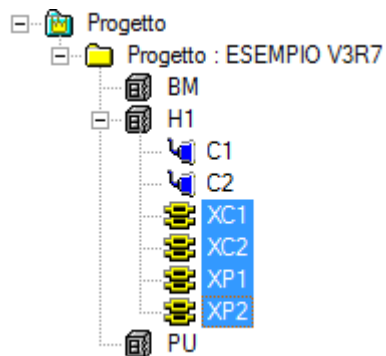 Progetto
Progetto : ESEMPIO V3R7
BM
H1
C1
C2
XC1
XC2
XP1
XP2
PU